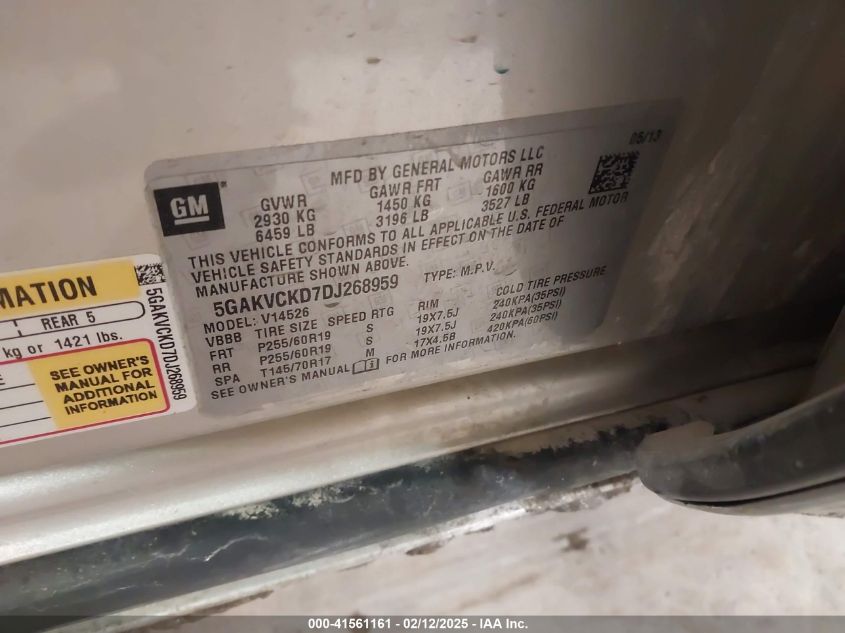 05/13
MFD BY GENERAL MOTORS LLC
GM
GVWR GAWR FRT GAWR RR
2930 KG 1450 KG 1600 KG
6459 LB 3196 LB 3527 LB
THIS VEHICLE CONFORMS TO ALL APPLICABLE U.S. FEDERAL MOTOR
VEHICLE SAFETY STANDARDS IN EFFECT ON THE DATE OF
MANUFACTURE SHOWN ABOVE.
5GAKVCKD7DJ268959 TYPE: M.P.V.
MODEL: V14526
VBBB TIRE SIZE SPEED RTG RIM COLD TIRE PRESSURE
FRT P255/60R19 S 19X7.5J 240KPA(35PSI)
RR P255/60R19 S 19X7.5J 240KPA(35PSI)
SPA T145/70R17 M 17X4.5B 420KPA(60PSI)
SEE OWNER'S MANUAL i FOR MORE INFORMATION.
MATION
REAR 5
kg or 1421 lbs.
SEE OWNER'S
MANUAL FOR
ADDITIONAL
INFORMATION
5GAKVCKD7DJ268959
000-41561161 - 02/12/2025 - IAA Inc.